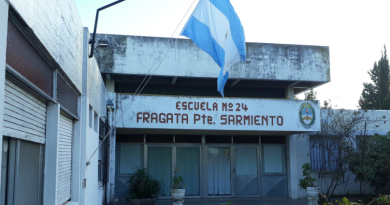 ESCUELA Nº 24
FRAGATA Pte. SARMIENTO